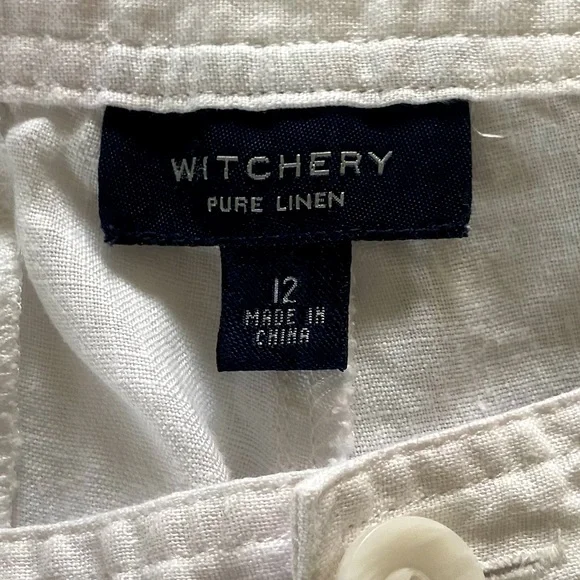 WITCHERY
PURE LINEN
12
MADE IN
CHINA